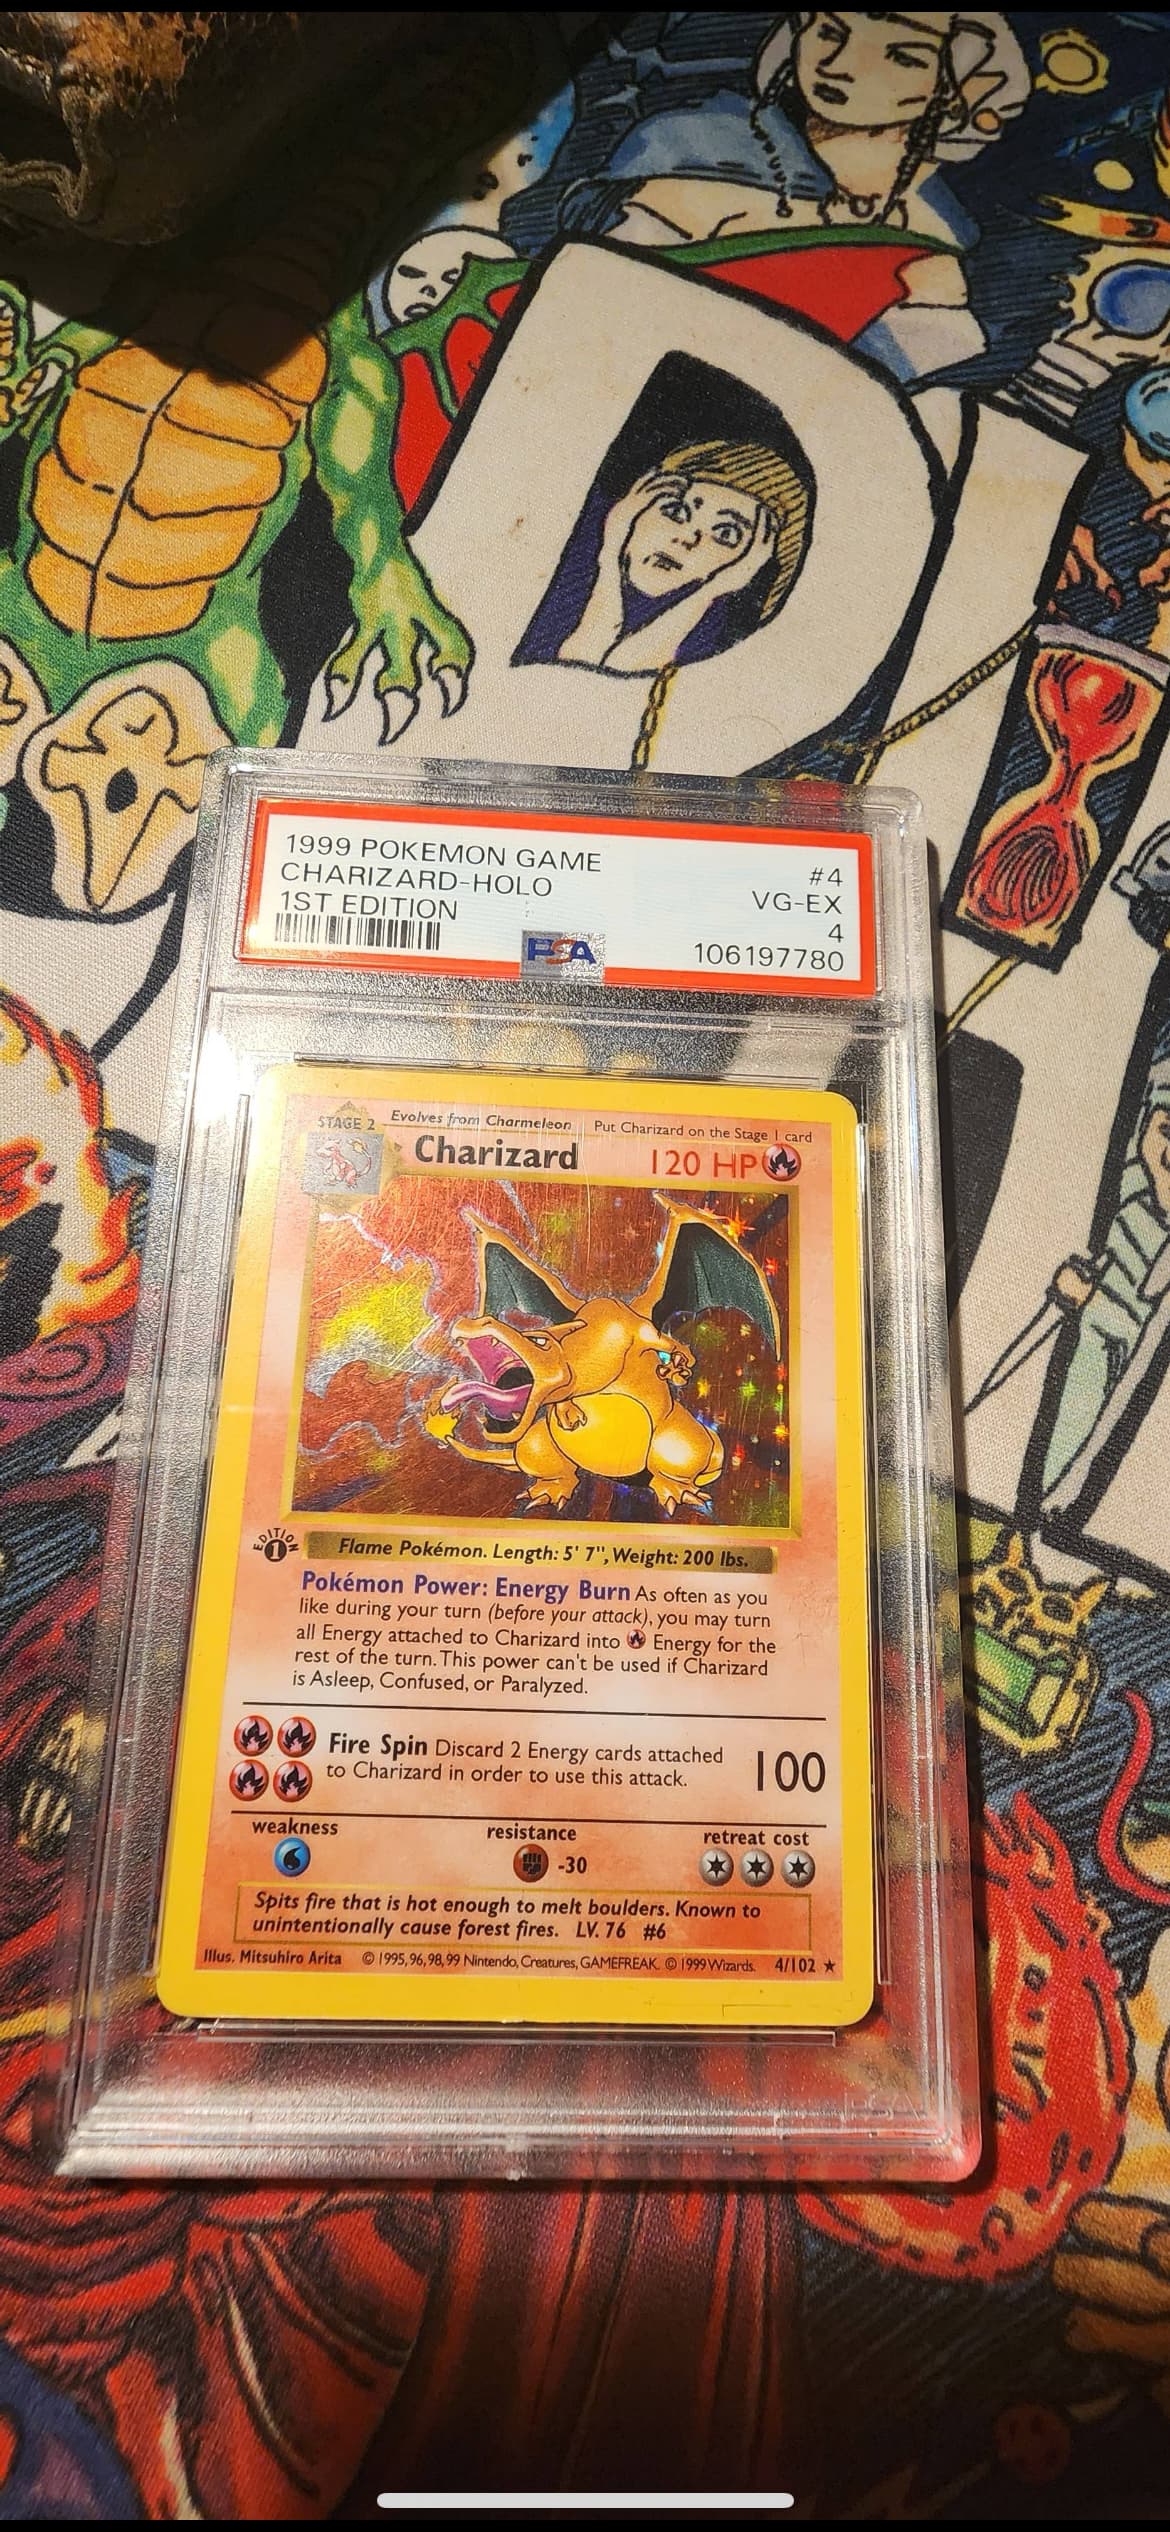 1999 POKEMON GAME #4
CHARIZARD-HOLO VG-EX
1ST EDITION 4
PSA 106197780
STAGE 2 Evolves from Charmeleon Put Charizard on the Stage 1 card
Charizard 120 HP
EDITION 1
Flame Pokémon. Length: 5' 7", Weight: 200 lbs.
Pokémon Power: Energy Burn As often as you
like during your turn (before your attack), you may turn
all Energy attached to Charizard into Energy for the
rest of the turn. This power can't be used if Charizard
is Asleep, Confused, or Paralyzed.
Fire Spin Discard 2 Energy cards attached
to Charizard in order to use this attack. 100
weakness resistance retreat cost
-30
Spits fire that is hot enough to melt boulders. Known to
unintentionally cause forest fires. LV. 76 #6
Illus. Mitsuhiro Arita © 1995, 96, 98, 99 Nintendo, Creatures, GAMEFREAK. © 1999 Wizards. 4/102 ★